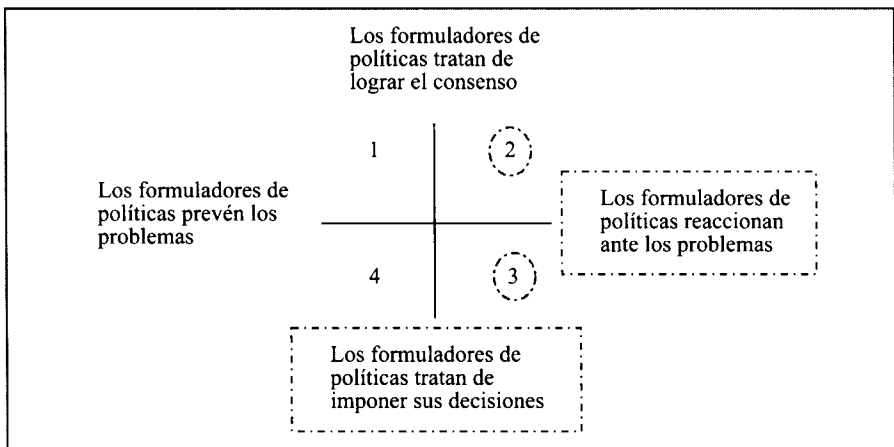 Los formuladores de
políticas tratan de
lograr el consenso
1
2
Los formuladores de
políticas prevén los
problemas
Los formuladores de
políticas reaccionan
ante los problemas
4
3
Los formuladores de
políticas tratan de
imponer sus decisiones